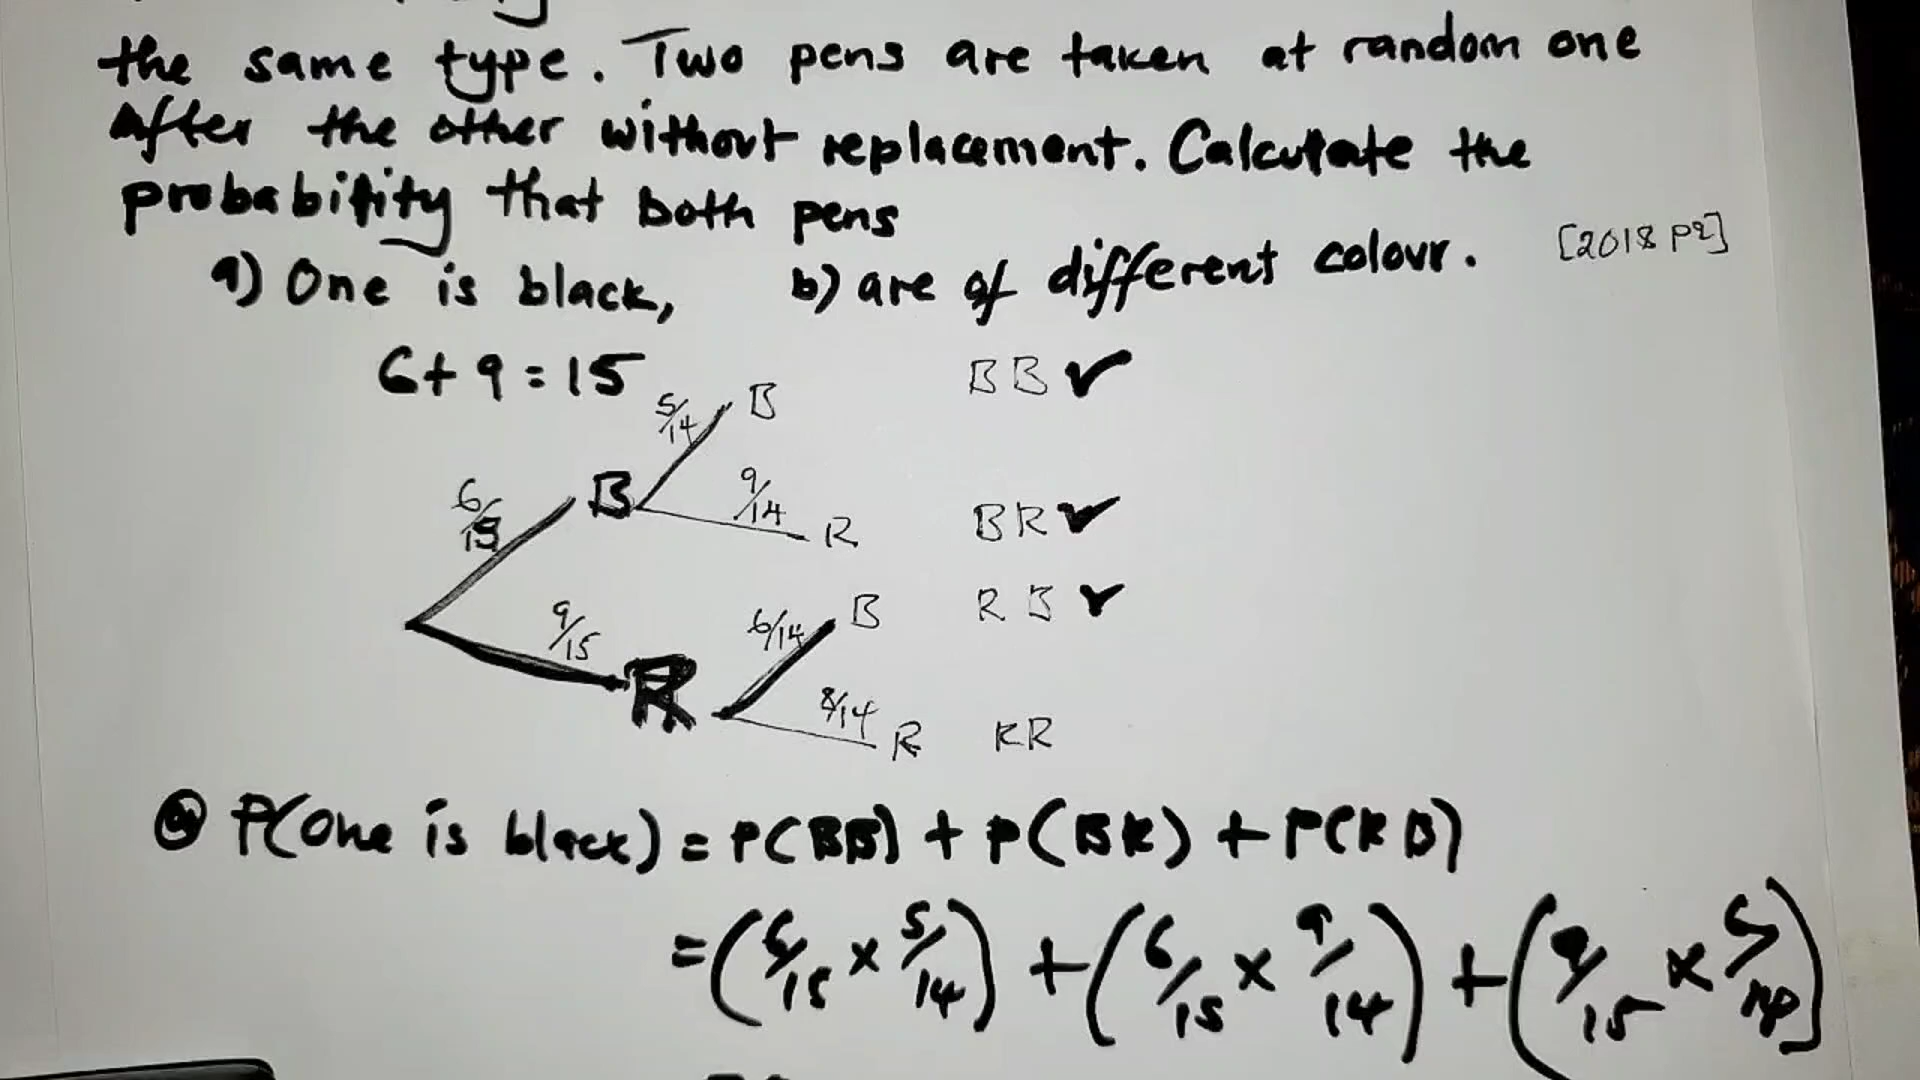 the same type. Two pens are taken at random one
After the other without replacement. Calculate the
probability that both pens
a) One is black, b) are of different colour. [2018 P2]
6 + 9 = 15
5/14 B BB ✔
6/15 B 9/14 R BR ✔
9/15 R 6/14 B RB ✔
8/14 R RR
a) P(One is black) = P(BB) + P(BR) + P(RB)
= (6/15 × 5/14) + (6/15 × 9/14) + (9/15 ×